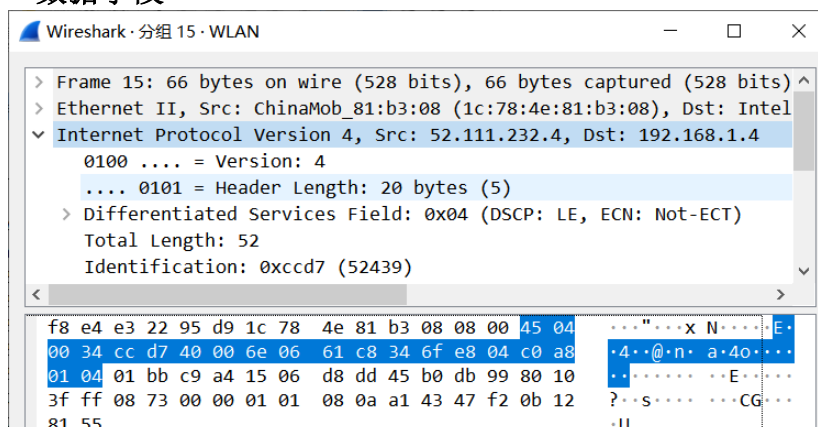 Wireshark · 分组 15 · WLAN
Frame 15: 66 bytes on wire (528 bits), 66 bytes captured (528 bits)
Ethernet II, Src: ChinaMob_81:b3:08 (1c:78:4e:81:b3:08), Dst: Intel
Internet Protocol Version 4, Src: 52.111.232.4, Dst: 192.168.1.4
0100 .... = Version: 4
.... 0101 = Header Length: 20 bytes (5)
Differentiated Services Field: 0x04 (DSCP: LE, ECN: Not-ECT)
Total Length: 52
Identification: 0xccd7 (52439)
f8 e4 e3 22 95 d9 1c 78 4e 81 b3 08 08 00 45 04 ···"···x N·····E·
00 34 cc d7 40 00 6e 06 61 c8 34 6f e8 04 c0 a8 ·4··@·n· a·4o····
01 04 01 bb c9 a4 15 06 d8 dd 45 b0 db 99 80 10 ········ ··E·····
3f ff 08 73 00 00 01 01 08 0a a1 43 47 f2 0b 12 ?··s···· ···CG···
81 55 ·U